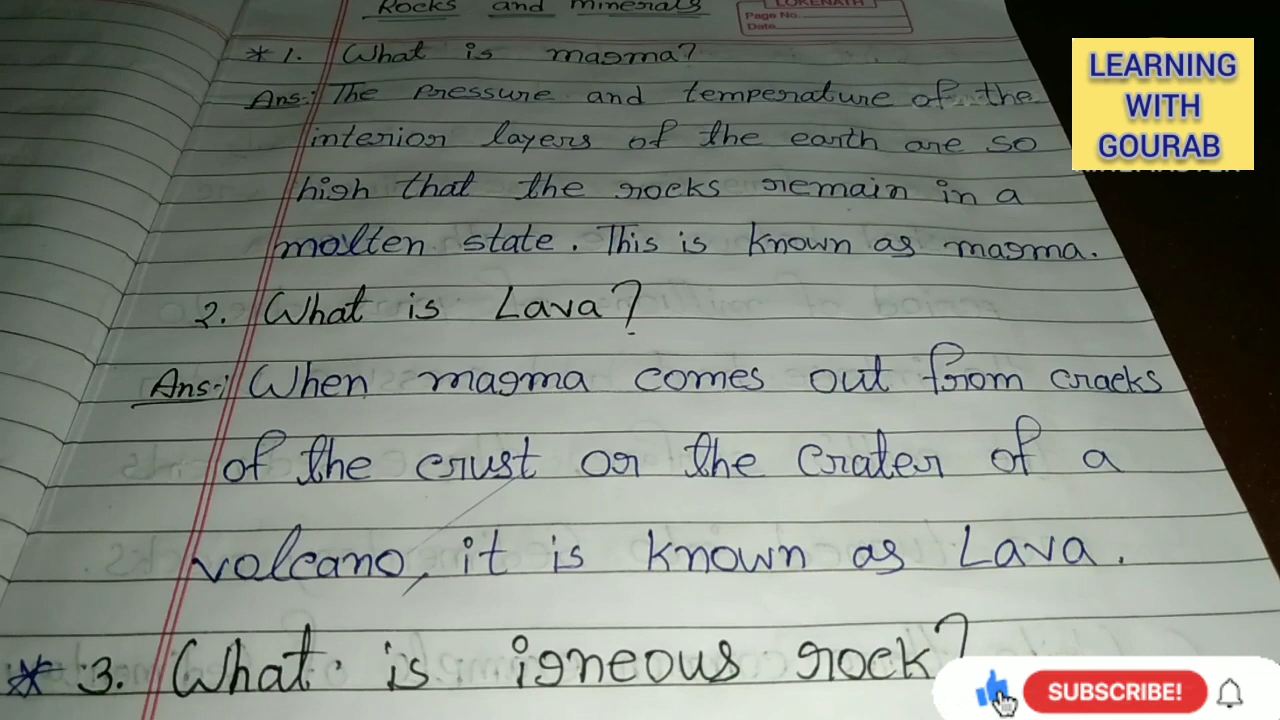 Rocks and minerals
LOKENATH
Page No.
Date
* 1. What is magma?
Ans:- The pressure and temperature of the
interior layers of the earth are so
high that the rocks remain in a
molten state. This is known as magma.
2. What is Lava?
Ans:- When magma comes out from cracks
of the crust or the crater of a
volcano, it is known as Lava.
* 3. What is igneous rock?
LEARNING
WITH
GOURAB
SUBSCRIBE!